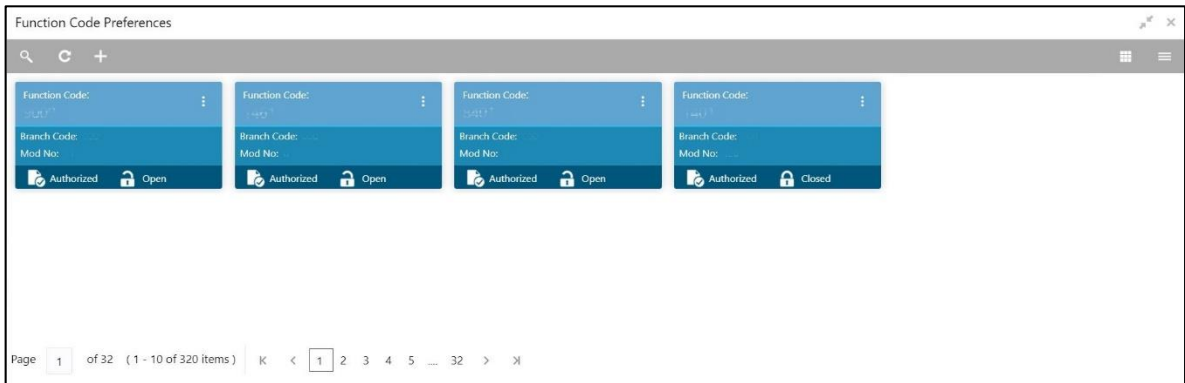 Function Code Preferences
Function Code: Function Code: Function Code: Function Code:
Branch Code: Branch Code: Branch Code: Branch Code:
Mod No: Mod No: Mod No: Mod No:
Authorized Open Authorized Open Authorized Open Authorized Closed
Page 1 of 32 ( 1 - 10 of 320 items ) 1 2 3 4 5 ... 32